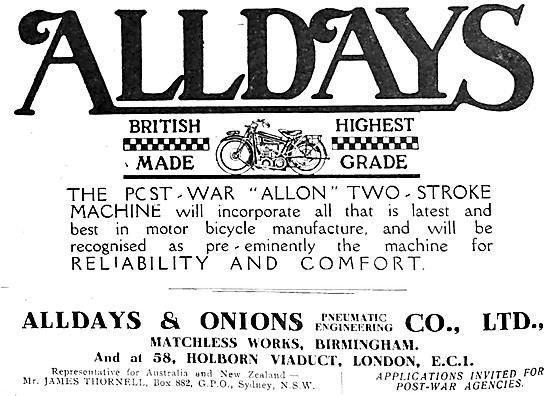 ALLDAYS
BRITISH HIGHEST
MADE GRADE
THE POST-WAR "ALLON" TWO-STROKE
MACHINE will incorporate all that is latest and
best in motor bicycle manufacture, and will be
recognised as pre-eminently the machine for
RELIABILITY AND COMFORT.
ALLDAYS & ONIONS PNEUMATIC ENGINEERING CO., LTD.,
MATCHLESS WORKS, BIRMINGHAM.
And at 58, HOLBORN VIADUCT, LONDON, E.C.1.
Representative for Australia and New Zealand—
Mr. JAMES THORNELL, Box 882, G.P.O., Sydney, N.S.W.
APPLICATIONS INVITED FOR
POST-WAR AGENCIES.